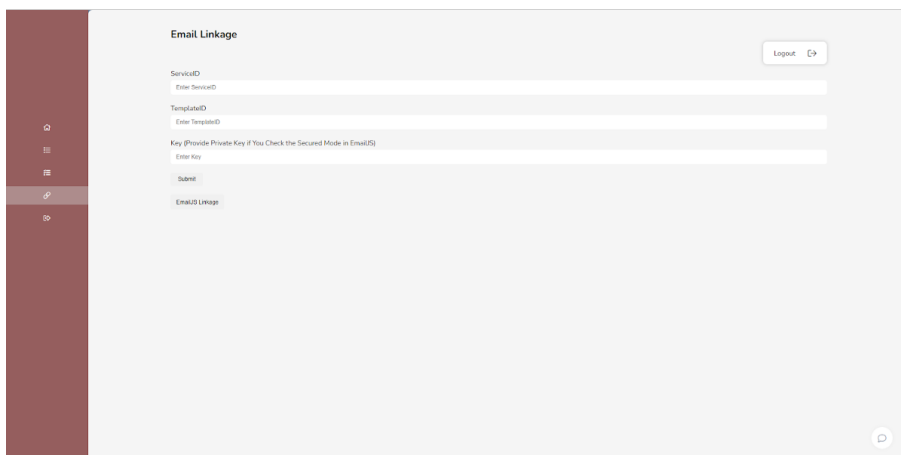 Email Linkage
Logout
ServiceID
Enter ServiceID
TemplateID
Enter TemplateID
Key (Provide Private Key if You Check the Secured Mode in EmailJS)
Enter Key
Submit
EmailJS Linkage